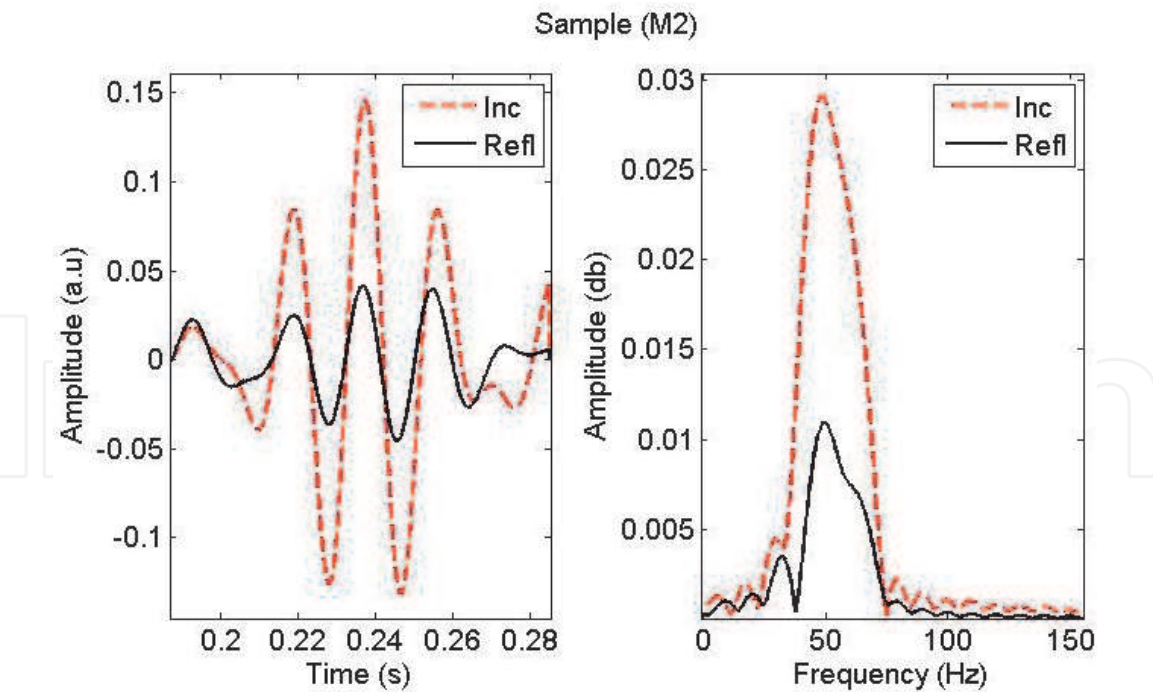 Sample (M2)
0.15
0.1
0.05
0
-0.05
-0.1
0.2 0.22 0.24 0.26 0.28
Time (s)
Amplitude (a.u)
Inc
Refl
0.03
0.025
0.02
0.015
0.01
0.005
0 50 100 150
Frequency (Hz)
Amplitude (db)
Inc
Refl